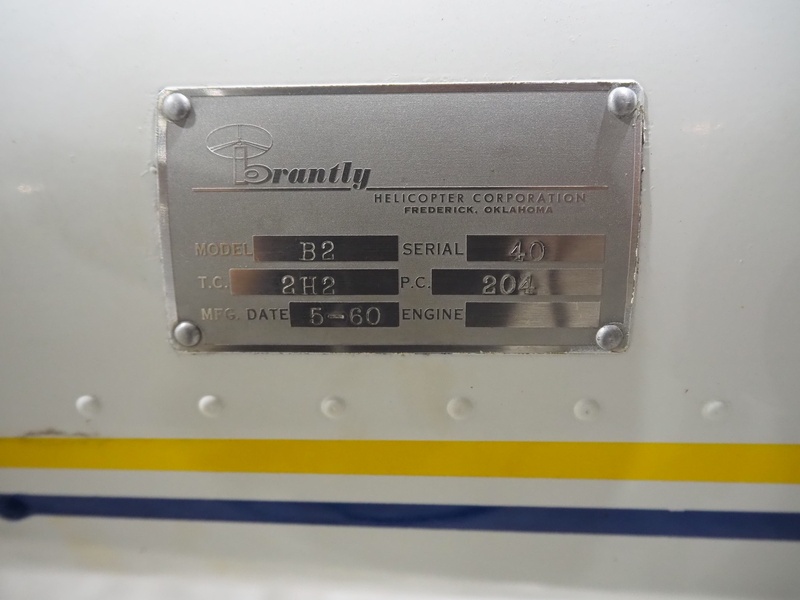 Brantly
HELICOPTER CORPORATION
FREDERICK, OKLAHOMA
MODEL B2 SERIAL 40
T.C. 2H2 P.C. 204
MFG. DATE 5-60 ENGINE